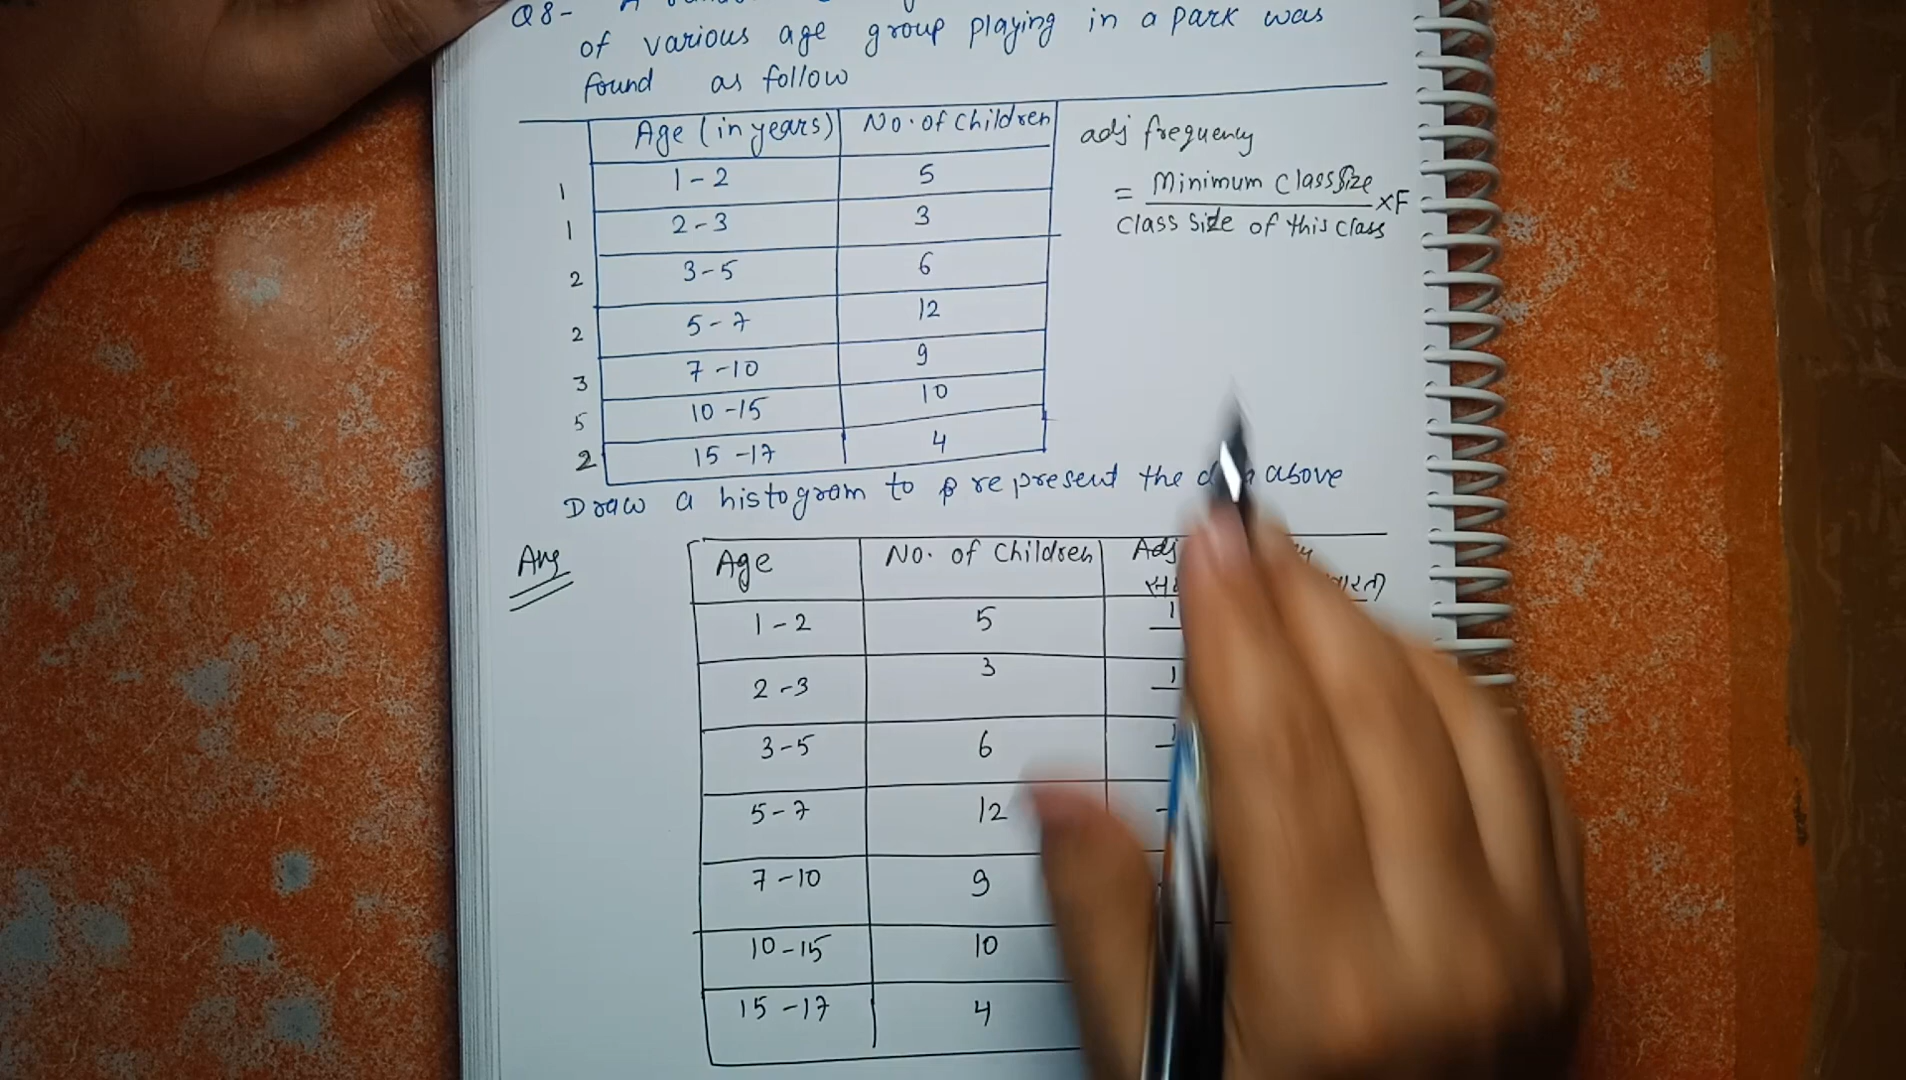 Q8-
of various age group playing in a park was
found as follow
Age (in years) No. of children
1 1-2 5
1 2-3 3
2 3-5 6
2 5-7 12
3 7-10 9
5 10-15 10
2 15-17 4
adj frequency
= Minimum class size
class size of this class ×F
Draw a histogram to represent the above
Ans
Age No. of children Adj
1-2 5 1
2-3 3 1
3-5 6
5-7 12
7-10 9
10-15 10
15-17 4